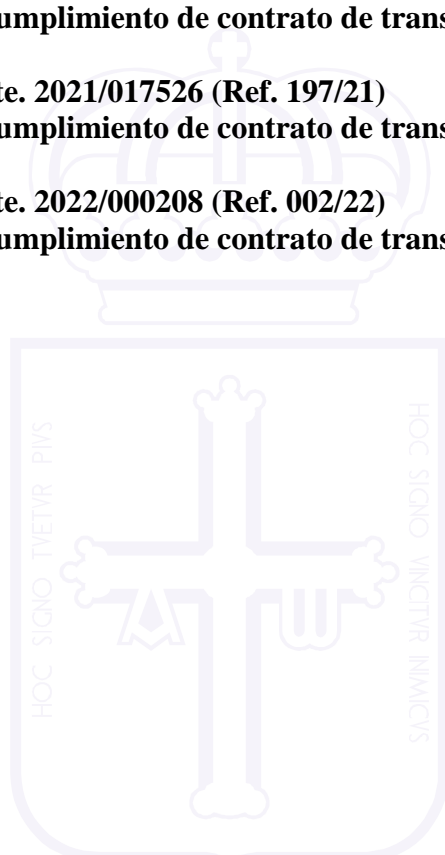 umplimiento de contrato de trans
te. 2021/017526 (Ref. 197/21)
umplimiento de contrato de trans
te. 2022/000208 (Ref. 002/22)
umplimiento de contrato de trans
HOC SIGNO TVETVR PIVS
HOC SIGNO VINCITVR INIMICVS